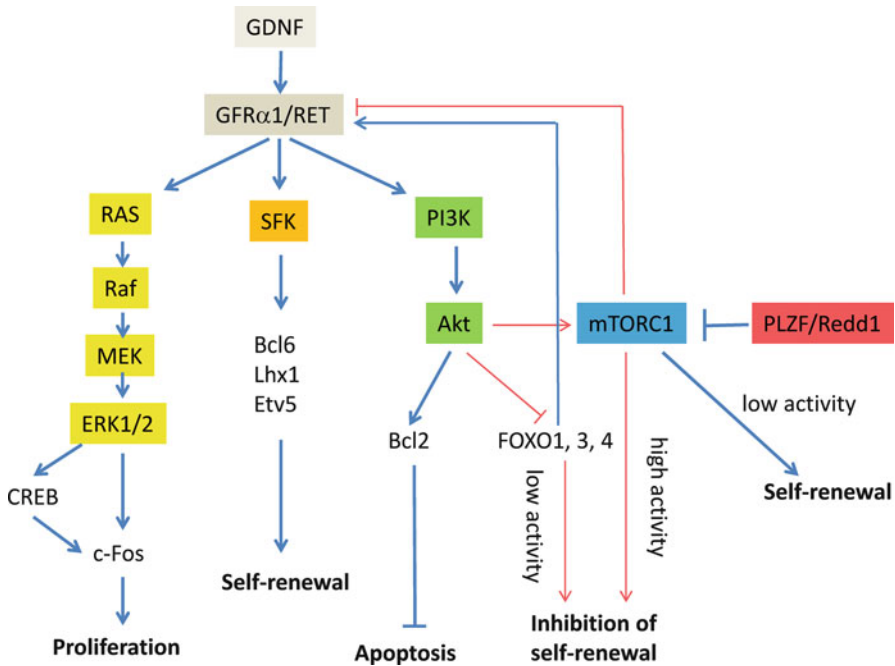 GDNF
GFRα1/RET
RAS
SFK
PI3K
Raf
Akt
mTORC1
PLZF/Redd1
MEK
Bcl6
Lhx1
Etv5
low activity
ERK1/2
Bcl2
FOXO1, 3, 4
low activity
high activity
CREB
Self-renewal
c-Fos
Self-renewal
Proliferation
Apoptosis
Inhibition of
self-renewal